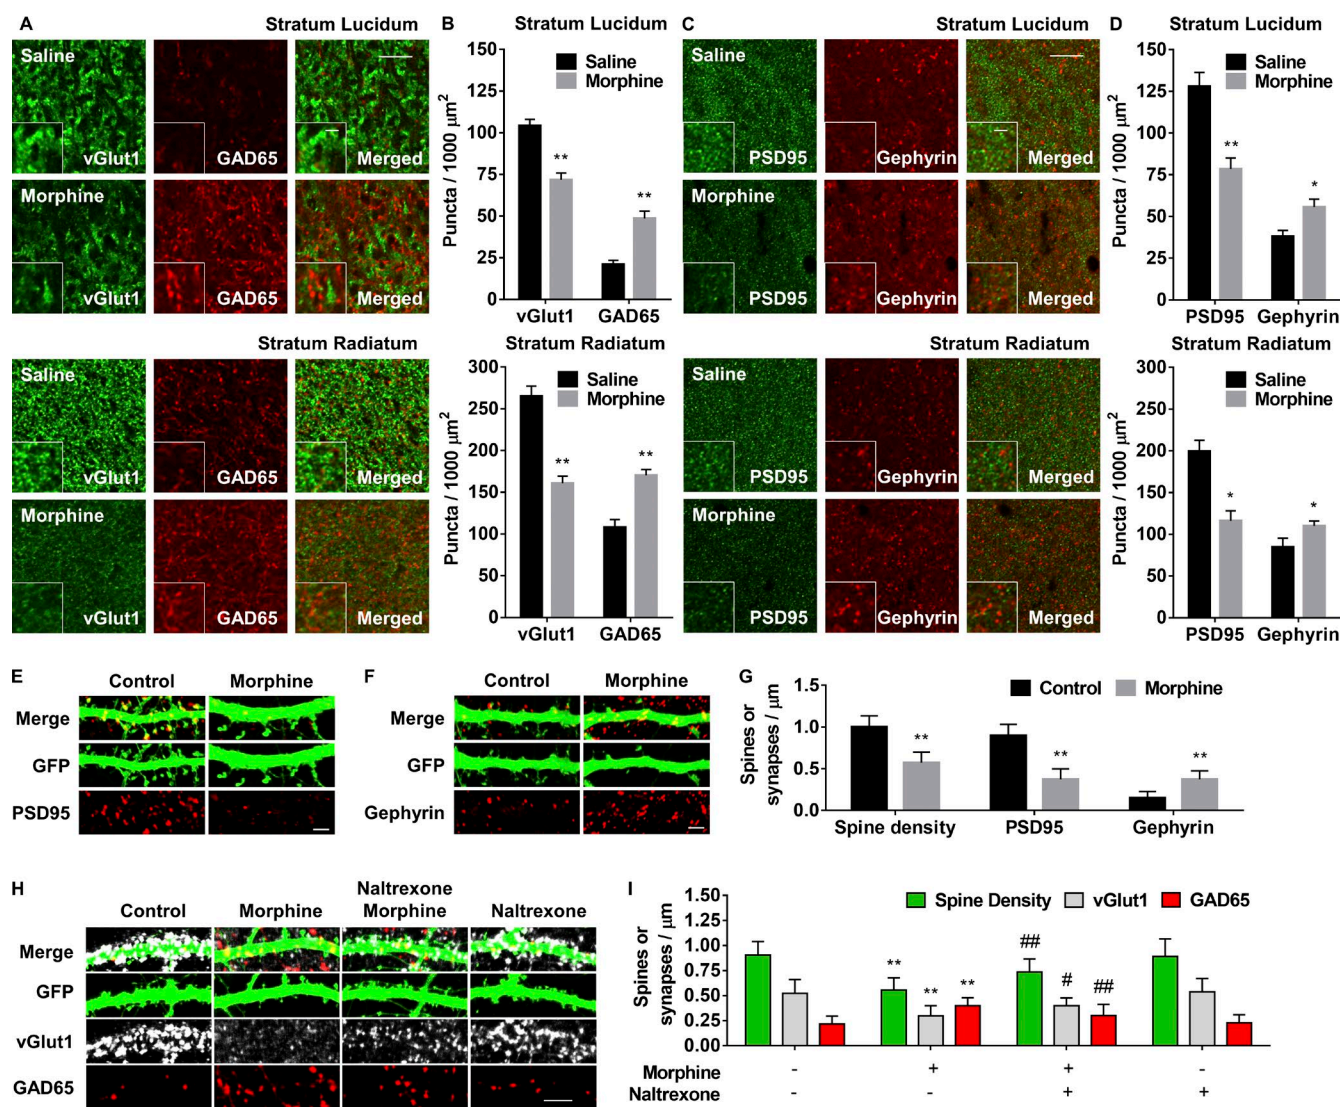 A
Stratum Lucidum
Saline
vGlut1
GAD65
Merged
Morphine
vGlut1
GAD65
Merged
Stratum Radiatum
Saline
vGlut1
GAD65
Merged
Morphine
vGlut1
GAD65
Merged
B
Stratum Lucidum
150
125
100
75
50
25
0
Puncta / 1000 µm²
Saline
Morphine
**
**
vGlut1 GAD65
Stratum Radiatum
300
250
200
150
100
50
0
Puncta / 1000 µm²
Saline
Morphine
**
**
vGlut1 GAD65
C
Stratum Lucidum
Saline
PSD95
Gephyrin
Merged
Morphine
PSD95
Gephyrin
Merged
Stratum Radiatum
Saline
PSD95
Gephyrin
Merged
Morphine
PSD95
Gephyrin
Merged
D
Stratum Lucidum
150
125
100
75
50
25
0
Puncta / 1000 µm²
Saline
Morphine
**
*
PSD95 Gephyrin
Stratum Radiatum
300
250
200
150
100
50
0
Puncta / 1000 µm²
Saline
Morphine
*
*
PSD95 Gephyrin
E
Control Morphine
Merge
GFP
PSD95
F
Control Morphine
Merge
GFP
Gephyrin
G
Spines or
synapses / µm
1.5
1.0
0.5
0.0
Control Morphine
**
**
**
Spine density PSD95 Gephyrin
H
Control Morphine Naltrexone
Morphine Naltrexone
Merge
GFP
vGlut1
GAD65
I
Spines or
synapses / µm
1.50
1.25
1.00
0.75
0.50
0.25
0.00
Spine Density vGlut1 GAD65
** ** **
## # ##
Morphine - + + -
Naltrexone - - + +